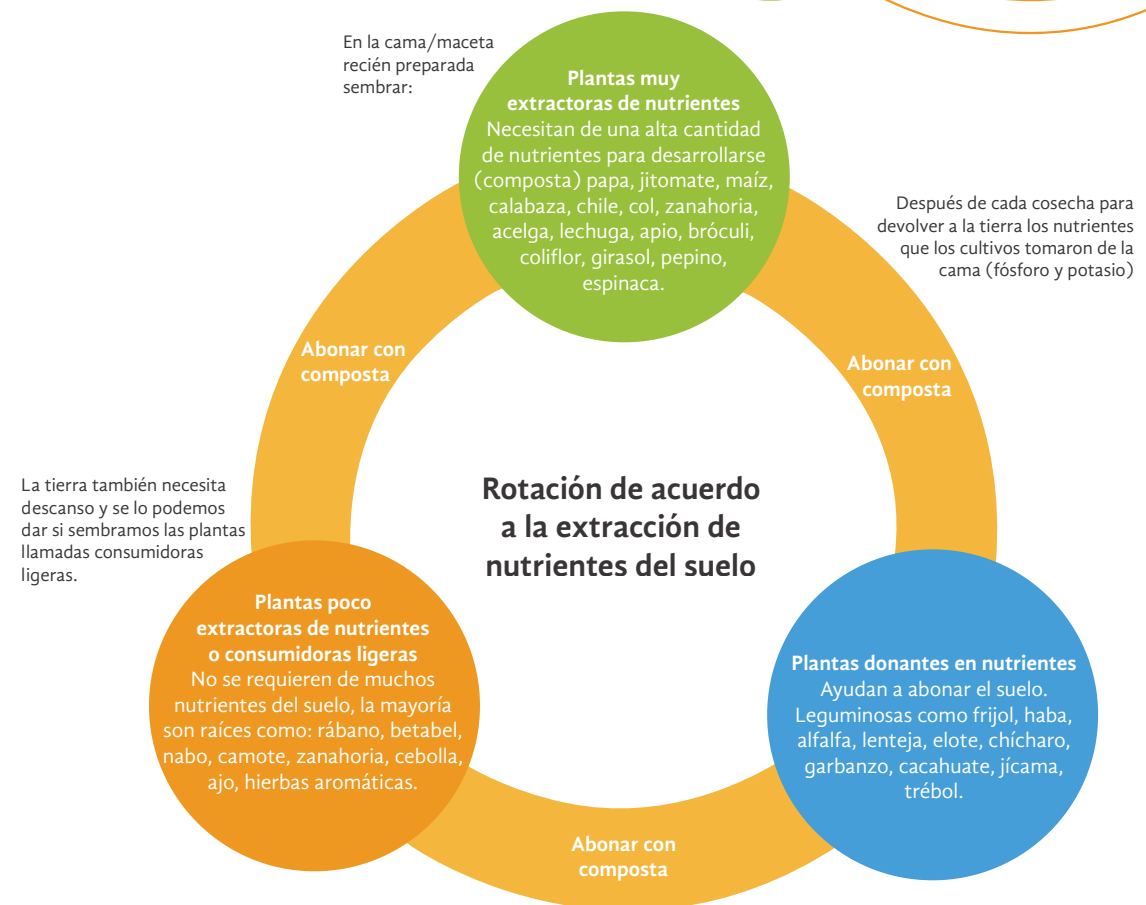 En la cama/maceta
recién preparada
sembrar:
Plantas muy
extractoras de nutrientes
Necesitan de una alta cantidad
de nutrientes para desarrollarse
(composta) papa, jitomate, maíz,
calabaza, chile, col, zanahoria,
acelga, lechuga, apio, bróculi,
coliflor, girasol, pepino,
espinaca.
Después de cada cosecha para
devolver a la tierra los nutrientes
que los cultivos tomaron de la
cama (fósforo y potasio)
Abonar con
composta
Abonar con
composta
Rotación de acuerdo
a la extracción de
nutrientes del suelo
La tierra también necesita
descanso y se lo podemos
dar si sembramos las plantas
llamadas consumidoras
ligeras.
Plantas poco
extractoras de nutrientes
o consumidoras ligeras
No se requieren de muchos
nutrientes del suelo, la mayoría
son raíces como: rábano, betabel,
nabo, camote, zanahoria, cebolla,
ajo, hierbas aromáticas.
Plantas donantes en nutrientes
Ayudan a abonar el suelo.
Leguminosas como frijol, haba,
alfalfa, lenteja, elote, chícharo,
garbanzo, cacahuate, jícama,
trébol.
Abonar con
composta